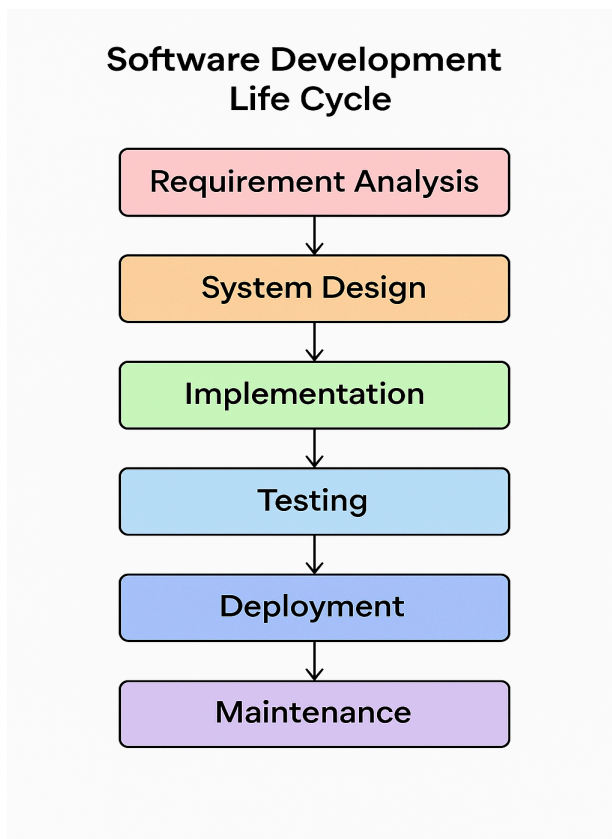 Software Development
Life Cycle
Requirement Analysis
System Design
Implementation
Testing
Deployment
Maintenance